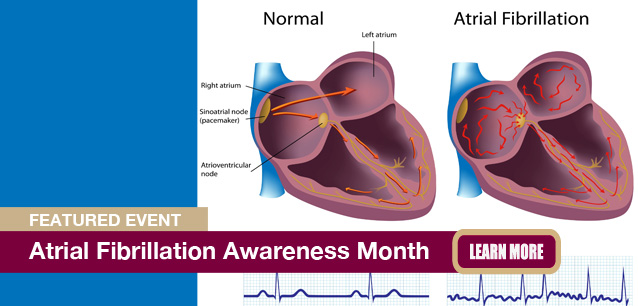 Normal
Atrial Fibrillation
Left atrium
Right atrium
Sinoatrial node
(pacemaker)
Atrioventricular
node
FEATURED EVENT
Atrial Fibrillation Awareness Month
LEARN MORE